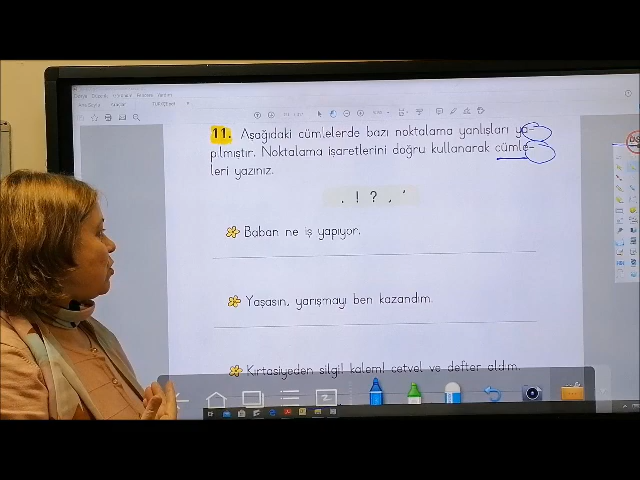 11. Aşağıdaki cümlelerde bazı noktalama yanlışları ya-
pılmıştır. Noktalama işaretlerini doğru kullanarak cümle-
leri yazınız.
. ! ? , ’
Baban ne iş yapıyor.
Yaşasın, yarışmayı ben kazandım.
Kırtasiyeden silgi! kalem! cetvel ve defter aldım.